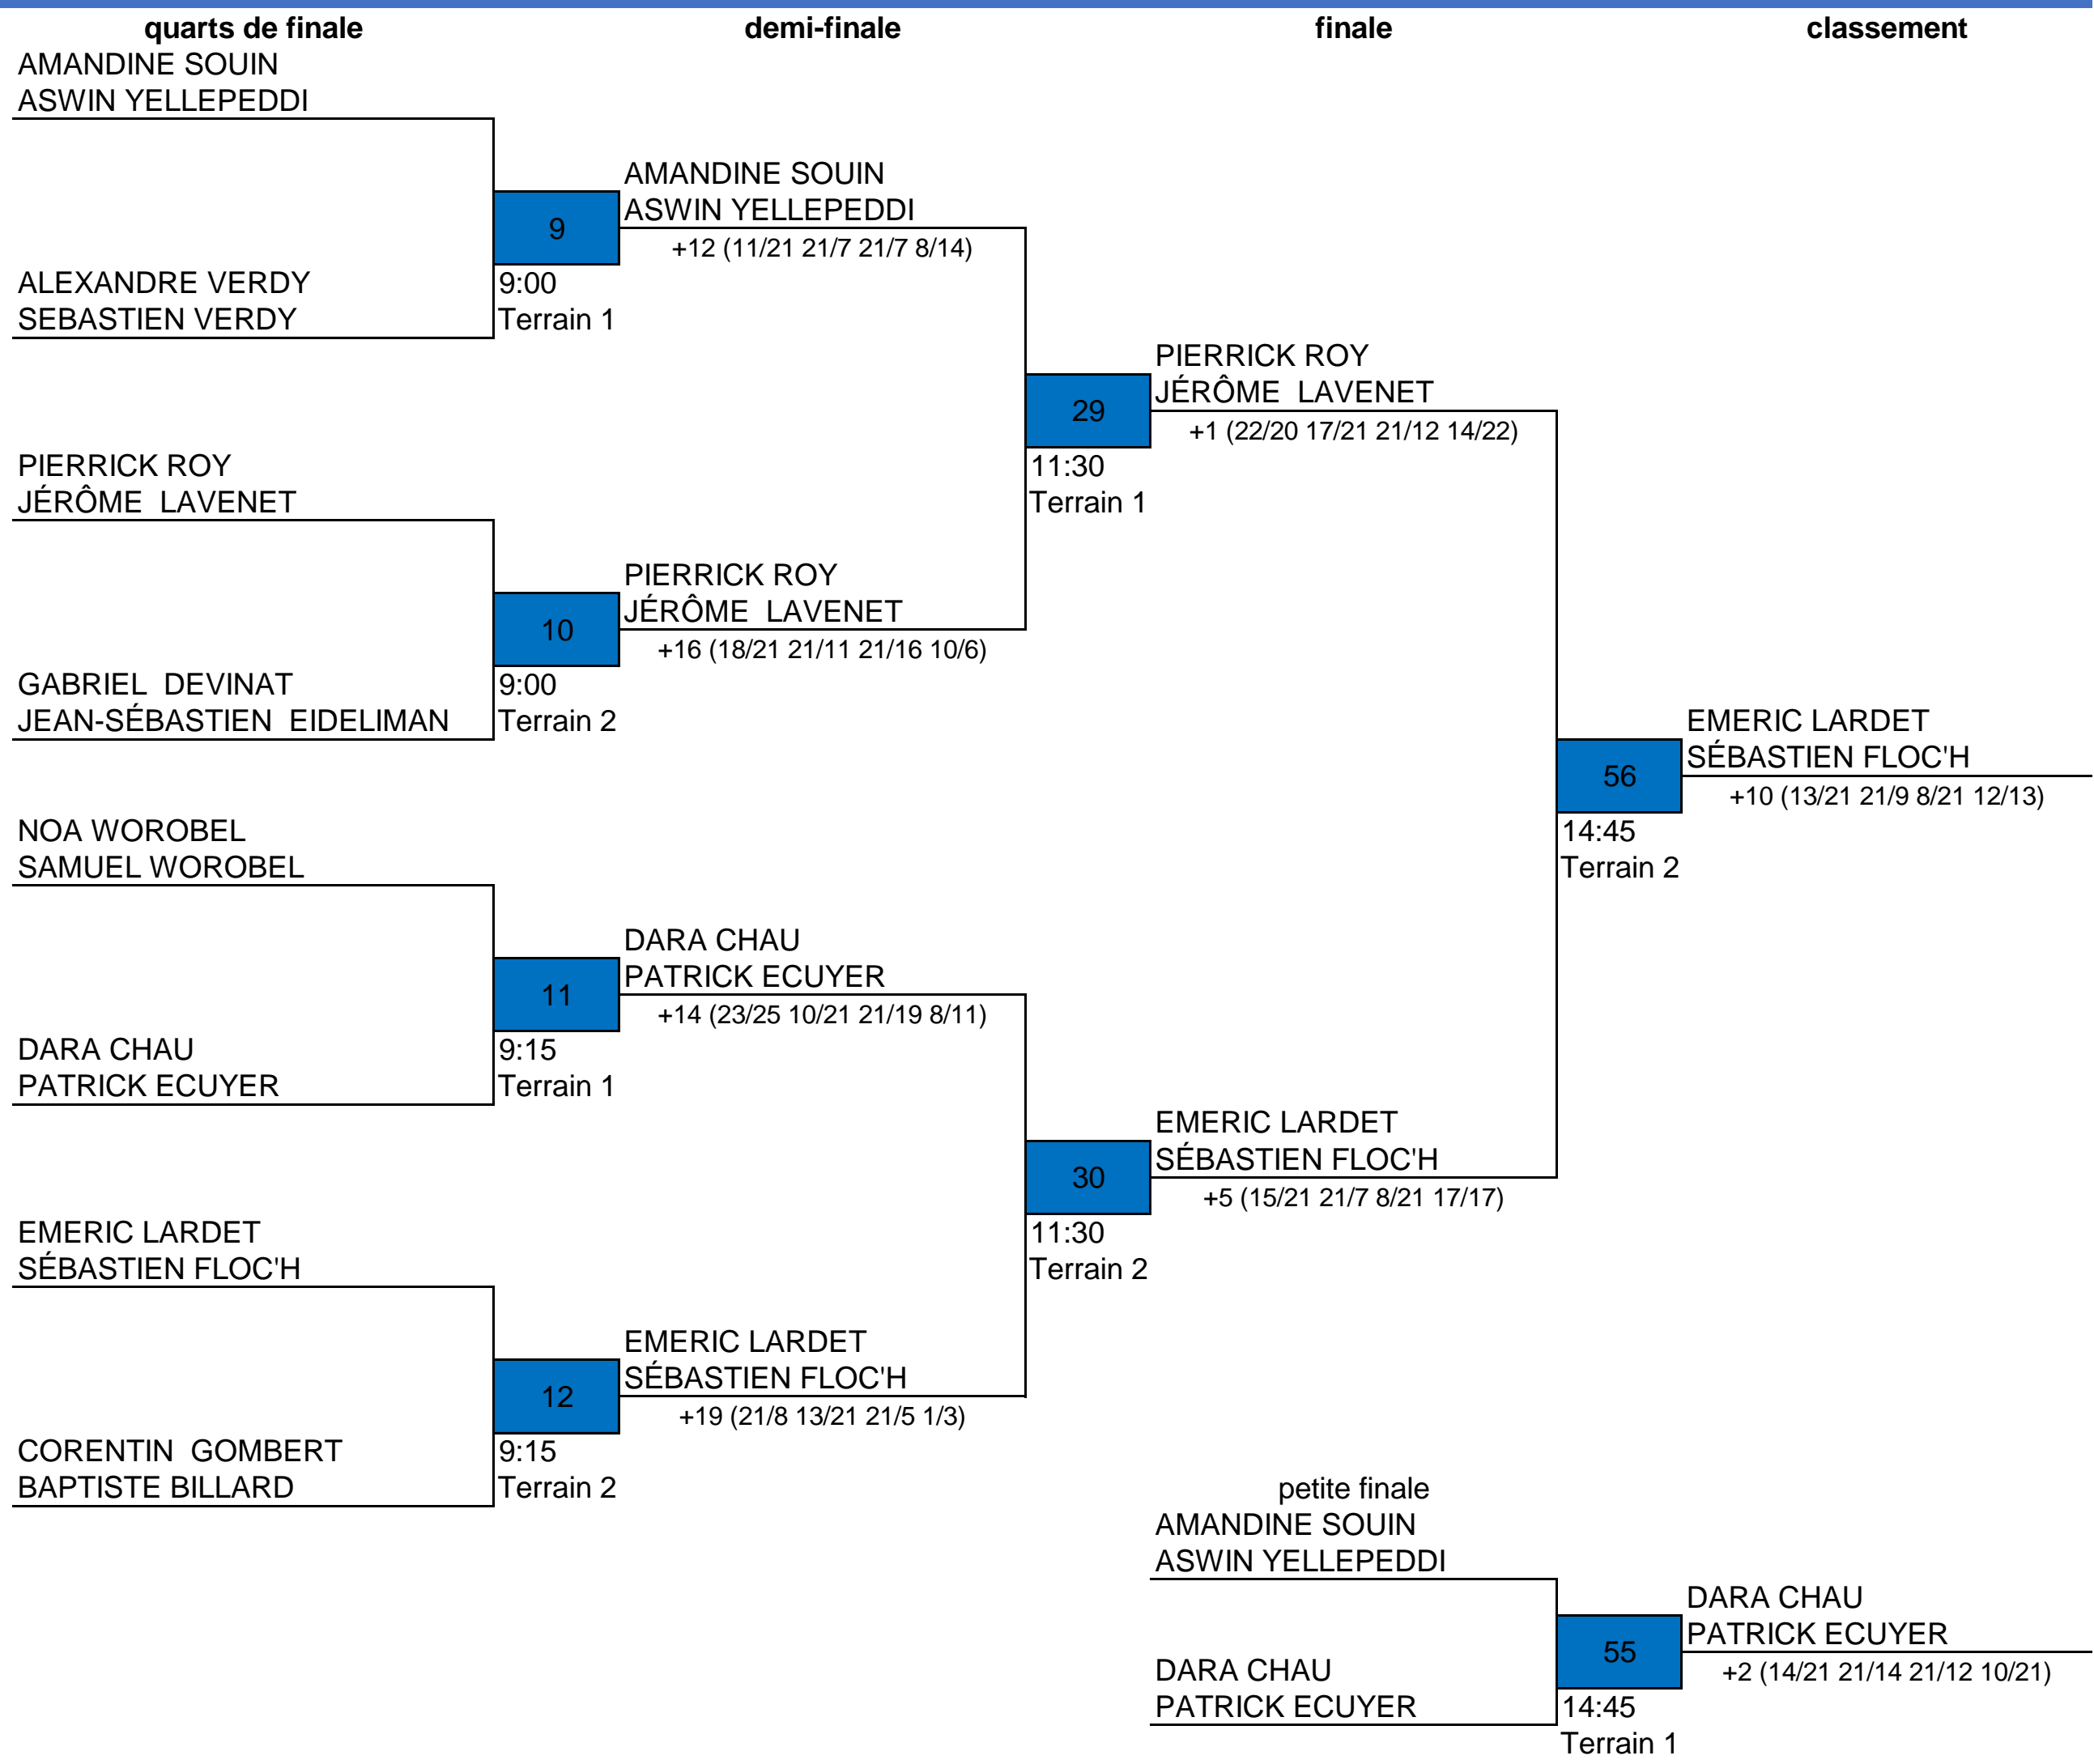 quarts de finale
demi-finale
finale
classement
AMANDINE SOUIN
ASWIN YELLEPEDDI
9
9:00
Terrain 1
ALEXANDRE VERDY
SEBASTIEN VERDY
AMANDINE SOUIN
ASWIN YELLEPEDDI
+12 (11/21 21/7 21/7 8/14)
PIERRICK ROY
JÉRÔME  LAVENET
10
9:00
Terrain 2
GABRIEL  DEVINAT
JEAN-SÉBASTIEN  EIDELIMAN
PIERRICK ROY
JÉRÔME  LAVENET
+16 (18/21 21/11 21/16 10/6)
29
11:30
Terrain 1
PIERRICK ROY
JÉRÔME  LAVENET
+1 (22/20 17/21 21/12 14/22)
NOA WOROBEL
SAMUEL WOROBEL
11
9:15
Terrain 1
DARA CHAU
PATRICK ECUYER
DARA CHAU
PATRICK ECUYER
+14 (23/25 10/21 21/19 8/11)
EMERIC LARDET
SÉBASTIEN FLOC'H
12
9:15
Terrain 2
CORENTIN  GOMBERT
BAPTISTE BILLARD
EMERIC LARDET
SÉBASTIEN FLOC'H
+19 (21/8 13/21 21/5 1/3)
30
11:30
Terrain 2
EMERIC LARDET
SÉBASTIEN FLOC'H
+5 (15/21 21/7 8/21 17/17)
56
14:45
Terrain 2
EMERIC LARDET
SÉBASTIEN FLOC'H
+10 (13/21 21/9 8/21 12/13)
petite finale
AMANDINE SOUIN
ASWIN YELLEPEDDI
DARA CHAU
PATRICK ECUYER
55
14:45
Terrain 1
DARA CHAU
PATRICK ECUYER
+2 (14/21 21/14 21/12 10/21)